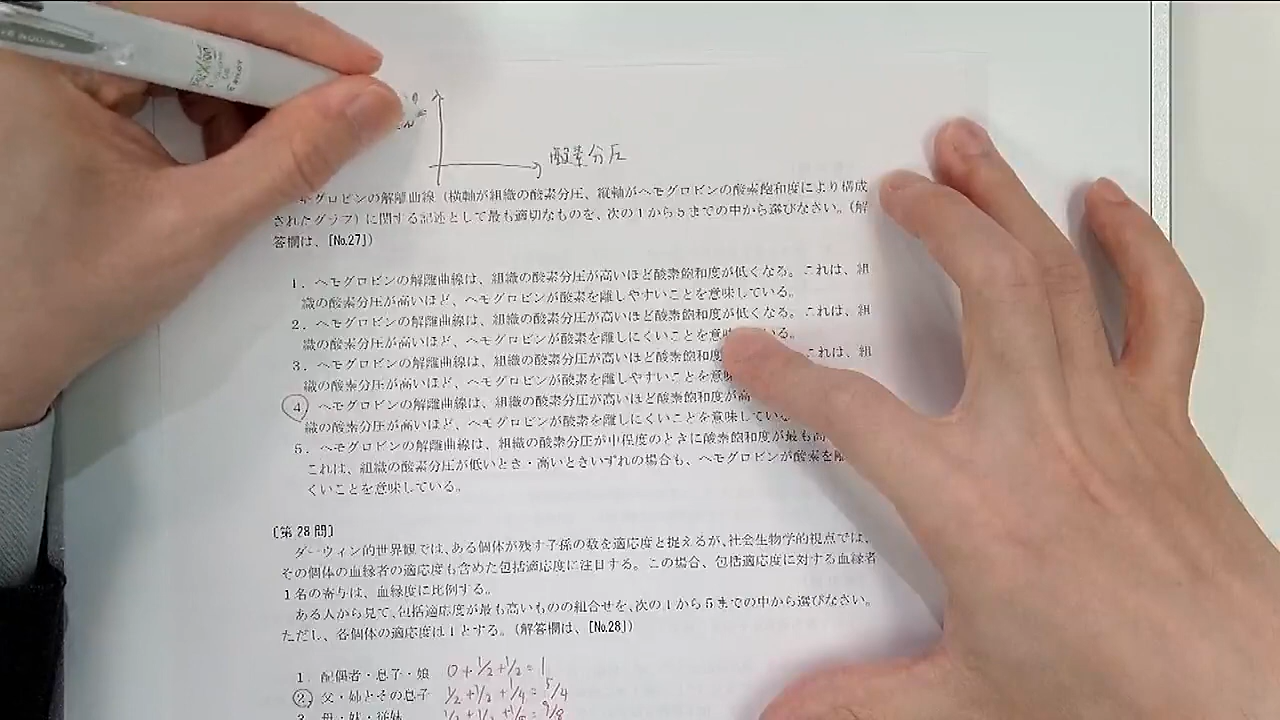 酸素分圧
グロビンの解離曲線(横軸が組織の酸素分圧、縦軸がヘモグロビンの酸素飽和度により構成
されたグラフ)に関する記述として最も適切なものを、次の1から5までの中から選びなさい。(解
答欄は、[No.27])
1. ヘモグロビンの解離曲線は、組織の酸素分圧が高いほど酸素飽和度が低くなる。これは、組
織の酸素分圧が高いほど、ヘモグロビンが酸素を離しやすいことを意味している。
2. ヘモグロビンの解離曲線は、組織の酸素分圧が高いほど酸素飽和度が低くなる。これは、組
織の酸素分圧が高いほど、ヘモグロビンが酸素を離しにくいことを意味 いる。
3. ヘモグロビンの解離曲線は、組織の酸素分圧が高いほど酸素飽和度 これは、組
織の酸素分圧が高いほど、ヘモグロビンが酸素を離しやすいことを意味
4 ヘモグロビンの解離曲線は、組織の酸素分圧が高いほど酸素飽和度が高
織の酸素分圧が高いほど、ヘモグロビンが酸素を離しにくいことを意味してい
5. ヘモグロビンの解離曲線は、組織の酸素分圧が中程度のときに酸素飽和度が最も高
これは、組織の酸素分圧が低いとき・高いときいずれの場合も、ヘモグロビンが酸素を離
くいことを意味している。
〔第28問〕
ダーウィン的世界観では、ある個体が残す子孫の数を適応度と捉えるが、社会生物学的視点では、
その個体の血縁者の適応度も含めた包括適応度に注目する。この場合、包括適応度に対する血縁者
1名の寄与は、血縁度に比例する。
ある人から見て、包括適応度が最も高いものの組合せを、次の1から5までの中から選びなさい。
ただし、各個体の適応度は1とする。(解答欄は、[No.28])
1. 配偶者・息子・娘 0+1/2+1/2=1
2. 父・姉とその息子 1/2+1/2+1/4=5/4
3. 母・妹・従妹 1/2+1/2+1/8=9/8